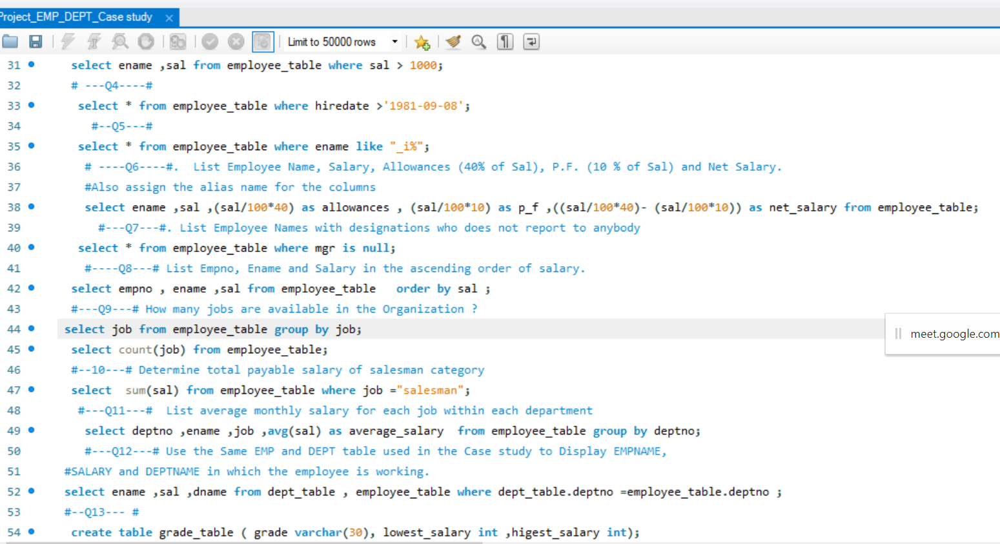 Project_EMP_DEPT_Case study ×
Limit to 50000 rows
31 select ename ,sal from employee_table where sal > 1000;
32 # ---Q4----#
33 select * from employee_table where hiredate >'1981-09-08';
34 #--Q5---#
35 select * from employee_table where ename like "_i%";
36 # ----Q6----#.  List Employee Name, Salary, Allowances (40% of Sal), P.F. (10 % of Sal) and Net Salary.
37 #Also assign the alias name for the columns
38 select ename ,sal ,(sal/100*40) as allowances , (sal/100*10) as p_f ,((sal/100*40)- (sal/100*10)) as net_salary from employee_table;
39 #---Q7---#. List Employee Names with designations who does not report to anybody
40 select * from employee_table where mgr is null;
41 #----Q8---# List Empno, Ename and Salary in the ascending order of salary.
42 select empno , ename ,sal from employee_table   order by sal ;
43 #---Q9---# How many jobs are available in the Organization ?
44 select job from employee_table group by job;
meet.google.com
45 select count(job) from employee_table;
46 #--10---# Determine total payable salary of salesman category
47 select  sum(sal) from employee_table where job ="salesman";
48 #---Q11---#  List average monthly salary for each job within each department
49 select deptno ,ename ,job ,avg(sal) as average_salary  from employee_table group by deptno;
50 #---Q12---# Use the Same EMP and DEPT table used in the Case study to Display EMPNAME,
51 #SALARY and DEPTNAME in which the employee is working.
52 select ename ,sal ,dname from dept_table , employee_table where dept_table.deptno =employee_table.deptno ;
53 #--Q13--- #
54 create table grade_table ( grade varchar(30), lowest_salary int ,higest_salary int);